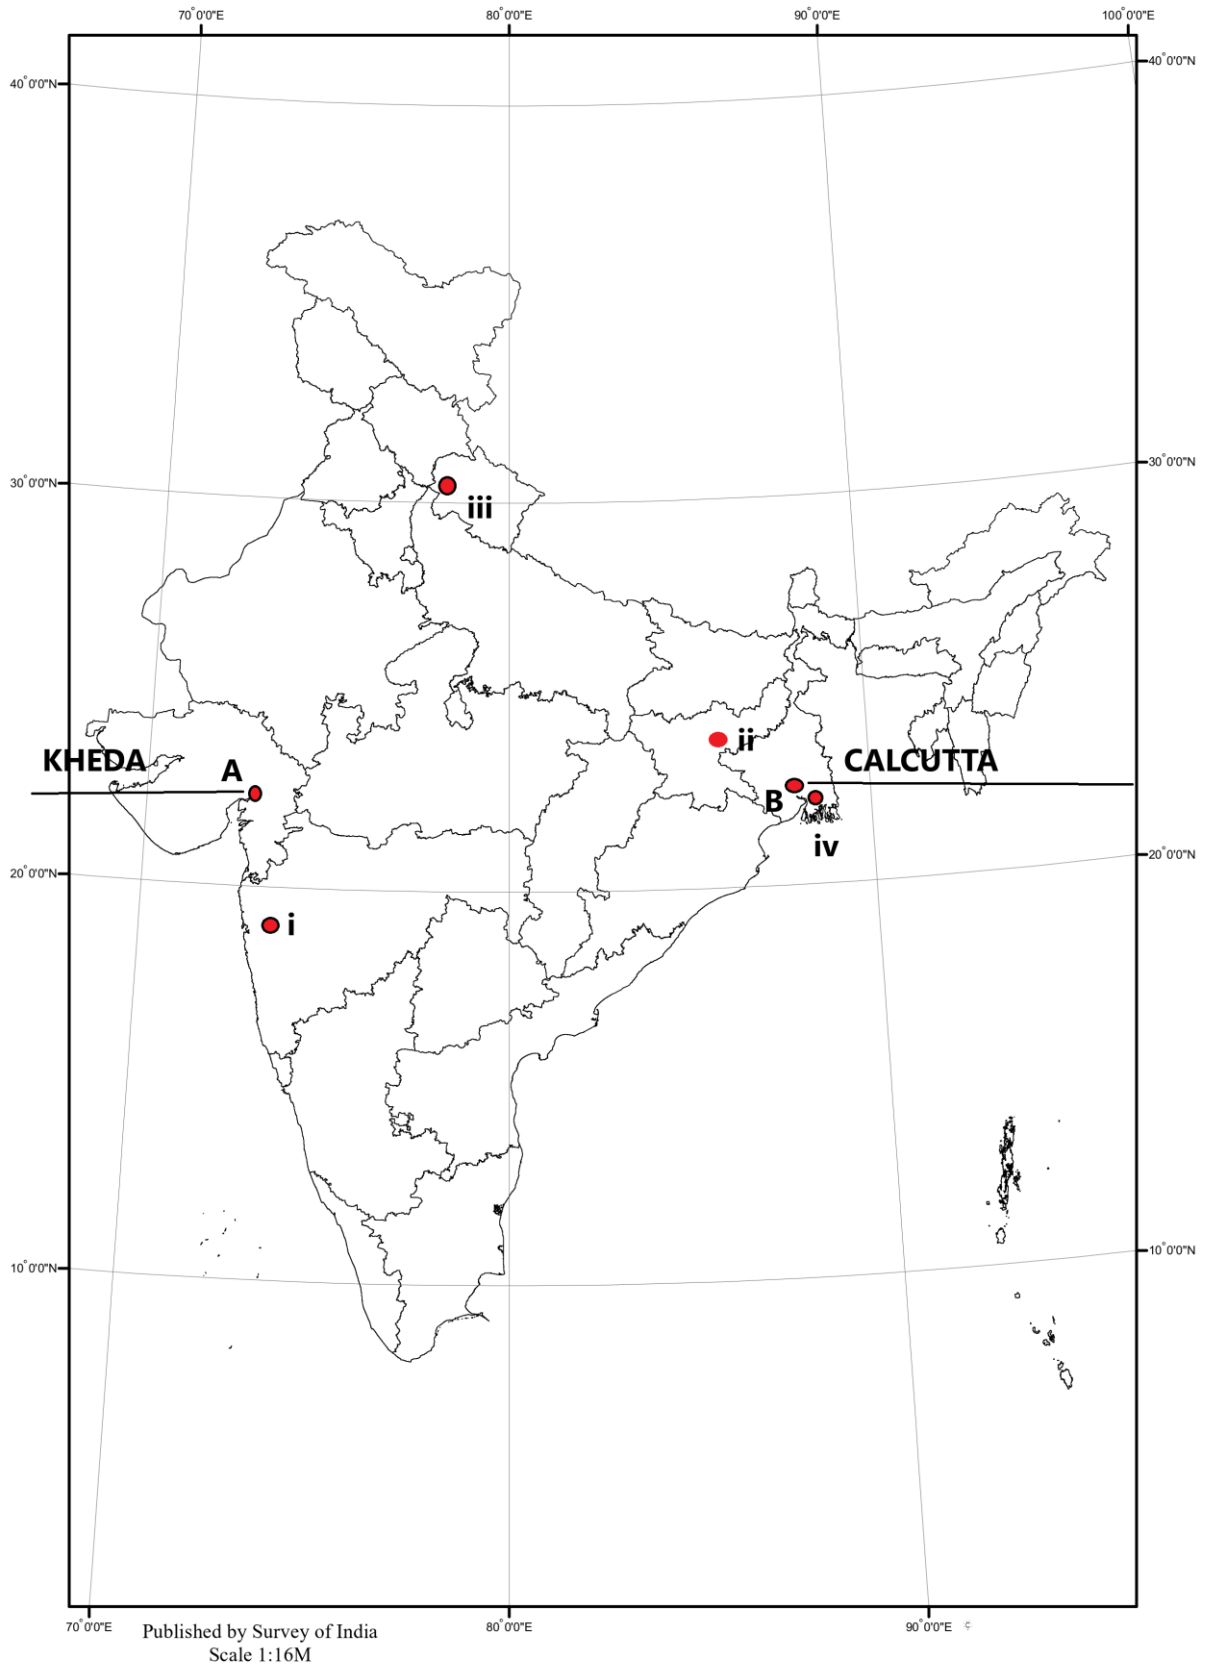 70° 0'0"E 80° 0'0"E 90° 0'0"E 100° 0'0"E
40° 0'0"N
40° 0'0"N
30° 0'0"N
30° 0'0"N
iii
ii
KHEDA
CALCUTTA
A
B
iv
20° 0'0"N
20° 0'0"N
i
10° 0'0"N
10° 0'0"N
70° 0'0"E 80° 0'0"E 90° 0'0"E
Published by Survey of India
Scale 1:16M